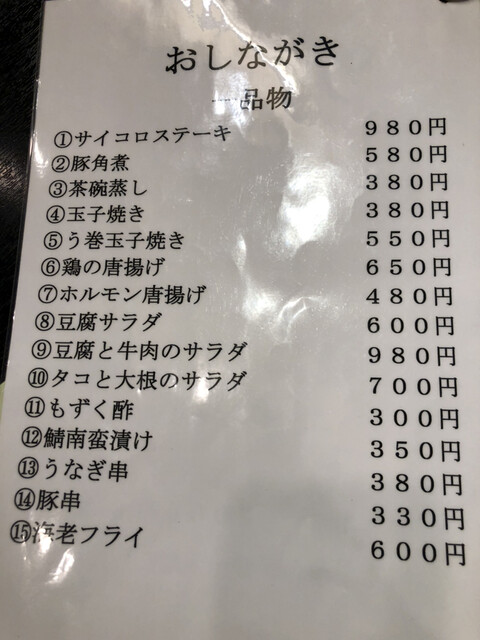 おしながき
一品物
①サイコロステーキ 980円
②豚角煮 580円
③茶碗蒸し 380円
④玉子焼き 380円
⑤う巻玉子焼き 550円
⑥鶏の唐揚げ 650円
⑦ホルモン唐揚げ 480円
⑧豆腐サラダ 600円
⑨豆腐と牛肉のサラダ 980円
⑩タコと大根のサラダ 700円
⑪もずく酢 300円
⑫鯖南蛮漬け 350円
⑬うなぎ串 380円
⑭豚串 330円
⑮海老フライ 600円